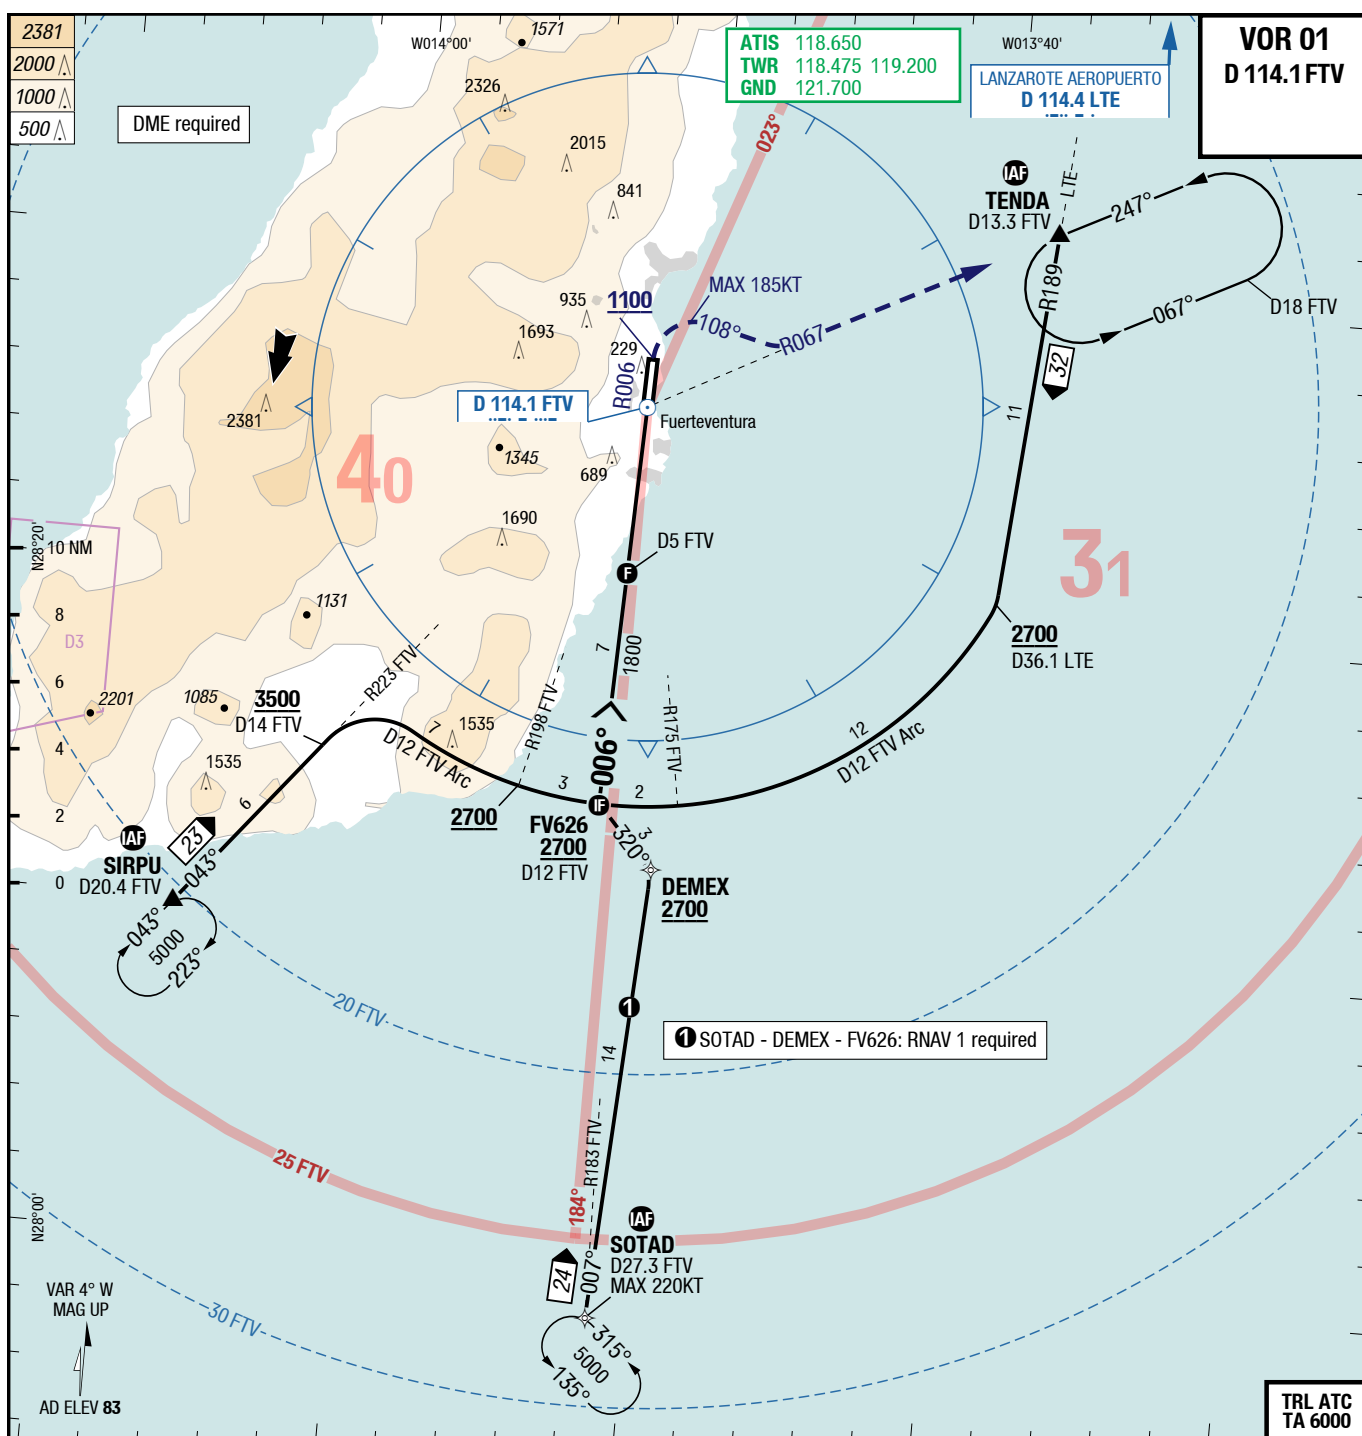 2381
2000
1000
500
DME required
W014°00'
1571
2326
2015
841
ATIS 118.650
TWR 118.475 119.200
GND 121.700
W013°40'
LANZAROTE AEROPUERTO
D 114.4 LTE
VOR 01
D 114.1 FTV
023°
IAF
TENDA
D13.3 FTV
LTE
247°
067°
D18 FTV
R189
32
11
MAX 185KT
1100
108°
R067
R006
935
1693
229
2381
D 114.1 FTV
Fuerteventura
40
1345
689
1690
31
N28°20'
10 NM
8
6
4
2
0
D5 FTV
F
D3
1131
7
1800
2700
D36.1 LTE
2201
1085
3500
D14 FTV
R223 FTV
7
D12 FTV Arc
1535
R198 FTV
006°
R175 FTV
12
D12 FTV Arc
1535
6
2700
3
IF
2
FV626
2700
D12 FTV
3
320°
DEMEX
2700
IAF
SIRPU
D20.4 FTV
23
043°
043°
5000
223°
20 FTV
1
1 SOTAD - DEMEX - FV626: RNAV 1 required
14
25 FTV
R183 FTV
184°
N28°00'
IAF
SOTAD
D27.3 FTV
MAX 220KT
24
007°
315°
5000
135°
30 FTV
VAR 4° W
MAG UP
AD ELEV 83
TRL ATC
TA 6000